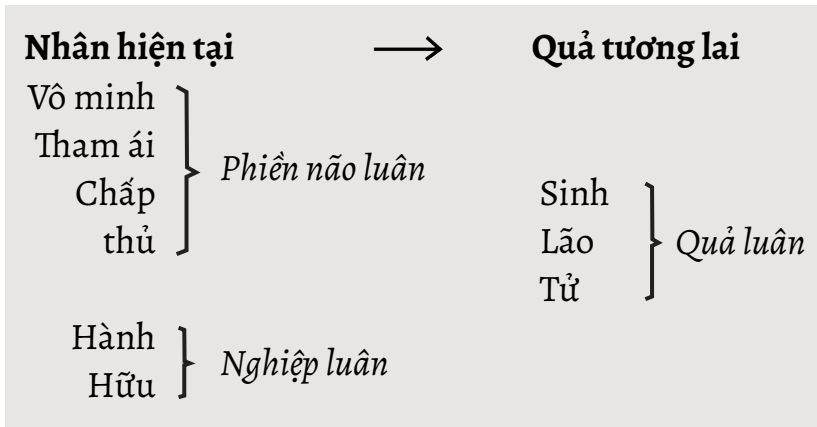 Nhân hiện tại → Quả tương lai
Vô minh
Tham ái
Chấp
thủ
Phiền não luân
Hành
Hữu
Nghiệp luân
Sinh
Lão
Tử
Quả luân